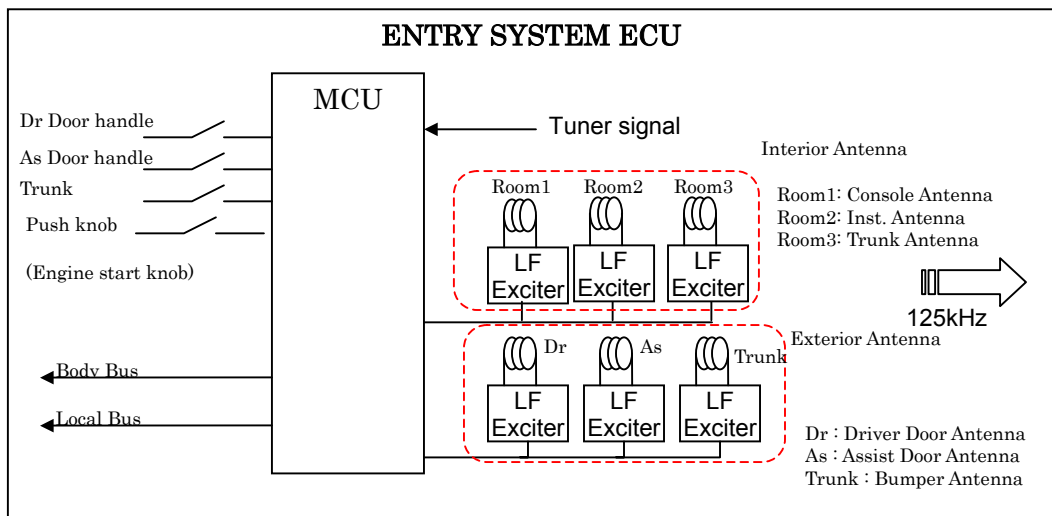 ENTRY SYSTEM ECU
MCU
Dr Door handle
As Door handle
Trunk
Push knob
(Engine start knob)
Body Bus
Local Bus
Tuner signal
Interior Antenna
Room1
Room2
Room3
LF
Exciter
LF
Exciter
LF
Exciter
Room1: Console Antenna
Room2: Inst. Antenna
Room3: Trunk Antenna
125kHz
Exterior Antenna
Dr
As
Trunk
LF
Exciter
LF
Exciter
LF
Exciter
Dr : Driver Door Antenna
As : Assist Door Antenna
Trunk : Bumper Antenna